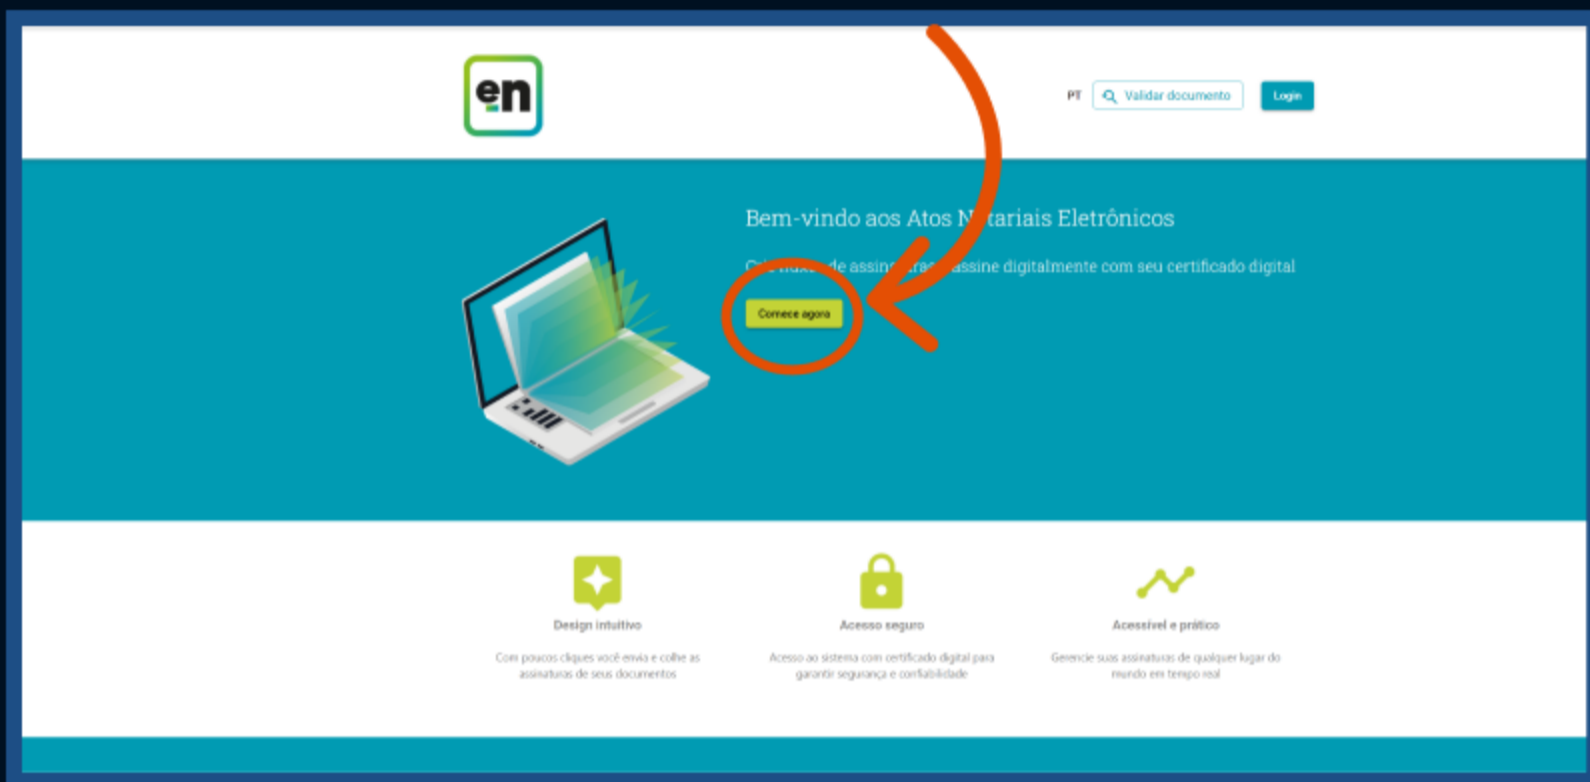 en
PT
Validar documento
Login
Bem-vindo aos Atos Notariais Eletrônicos
de assinaturas assine digitalmente com seu certificado digital
Comece agora
Design intuitivo
Acesso seguro
Acessível e prático
Com poucos cliques você envia e colhe as
assinaturas de seus documentos
Acesso ao sistema com certificado digital para
garantir segurança e confiabilidade
Gerencie suas assinaturas de qualquer lugar do
mundo em tempo real